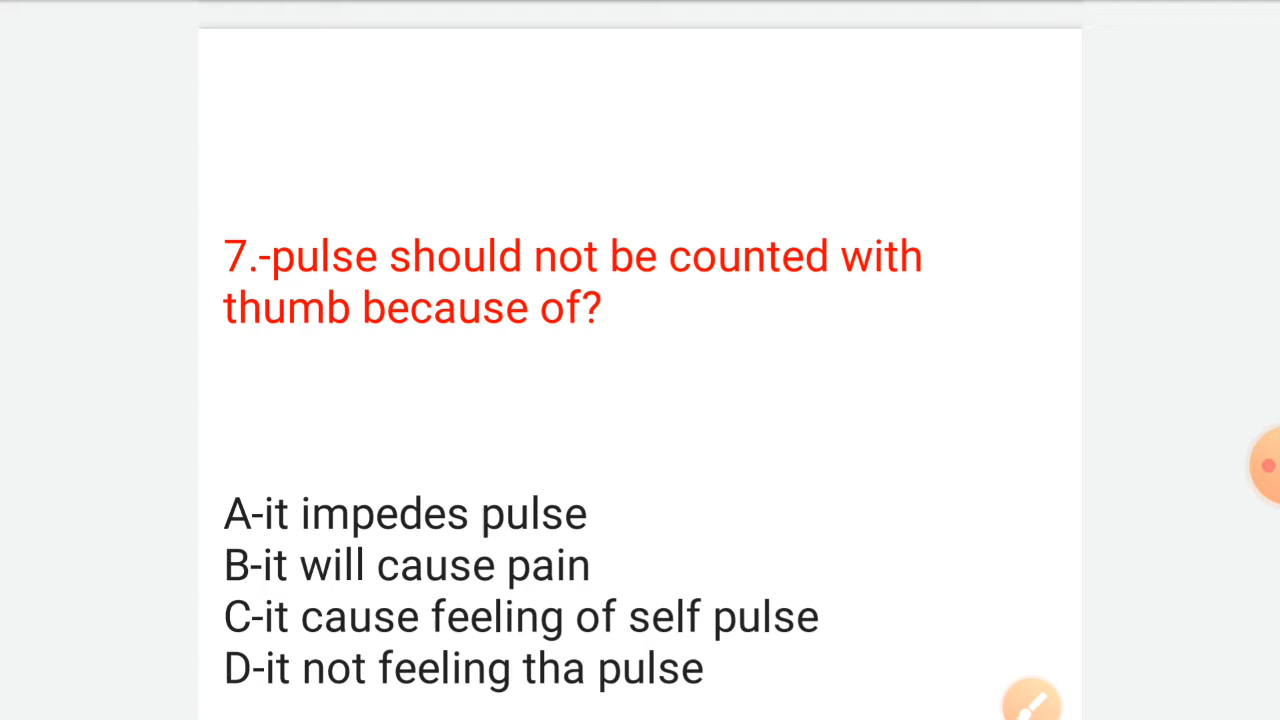 7.-pulse should not be counted with
thumb because of?
A-it impedes pulse
B-it will cause pain
C-it cause feeling of self pulse
D-it not feeling tha pulse